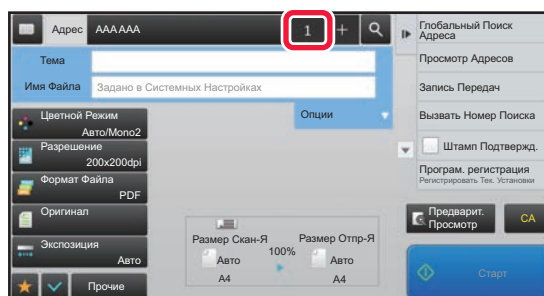 Адрес AAA AAA 1 +
Тема
Имя Файла Задано в Системных Настройках
Опции
Цветной Режим
Авто/Mono2
Разрешение
200x200dpi
Формат Файла
PDF
Оригинал
Экспозиция
Авто
Прочие
Размер Скан-Я
Авто
A4
100%
Размер Отпр-Я
Авто
A4
Глобальный Поиск
Адреса
Просмотр Адресов
Запись Передач
Вызвать Номер Поиска
Штамп Подтвержд.
Програм. регистрация
Регистрировать Тек. Установки
Предварит.
Просмотр
CA
Старт